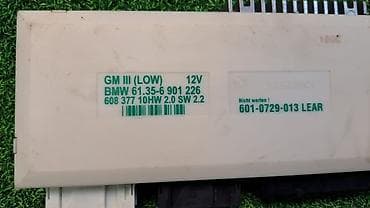 GM III (LOW) 12V
BMW 61.35-6 901 226
608 377 10HW 2.0 SW 2.2
Nicht werfen !
601-0729-013 LEAR